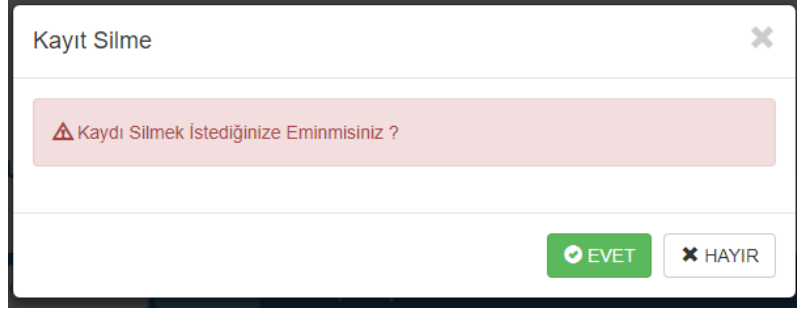 Kayıt Silme
Kaydı Silmek İstediğinize Eminmisiniz ?
EVET
HAYIR